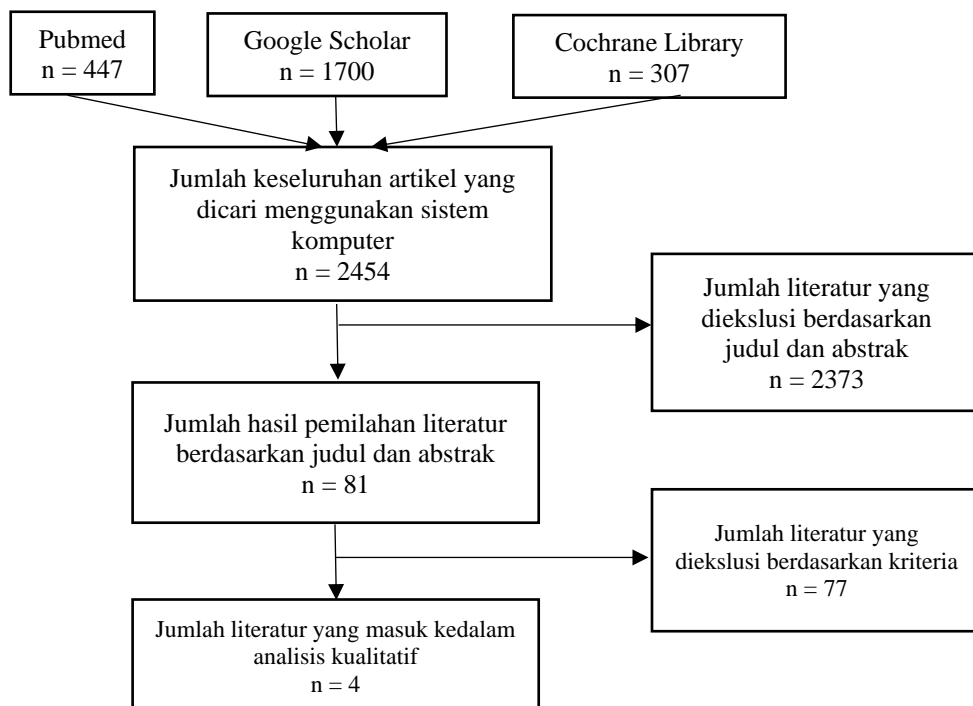 Pubmed
n = 447
Google Scholar
n = 1700
Cochrane Library
n = 307
Jumlah keseluruhan artikel yang
dicari menggunakan sistem
komputer
n = 2454
Jumlah literatur yang
diekslusi berdasarkan
judul dan abstrak
n = 2373
Jumlah hasil pemilahan literatur
berdasarkan judul dan abstrak
n = 81
Jumlah literatur yang
diekslusi berdasarkan kriteria
n = 77
Jumlah literatur yang masuk kedalam
analisis kualitatif
n = 4